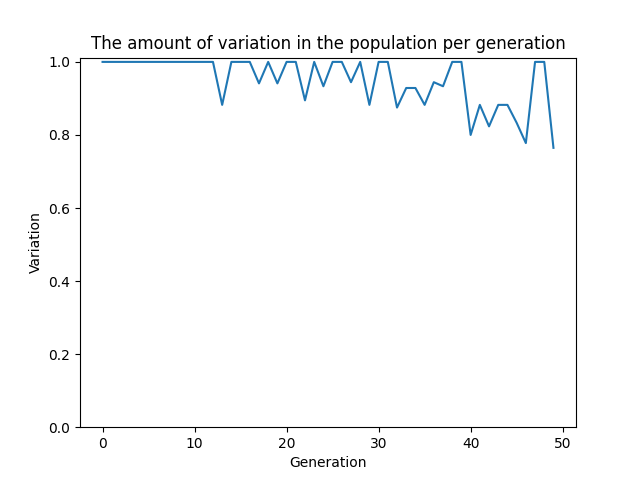 The amount of variation in the population per generation
1.0
0.8
0.6
0.4
0.2
0.0
Variation
0 10 20 30 40 50
Generation